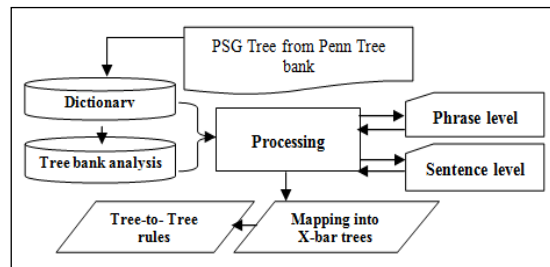 PSG Tree from Penn Tree
bank
Dictionary
Tree bank analysis
Processing
Phrase level
Sentence level
Tree-to- Tree
rules
Mapping into
X-bar trees